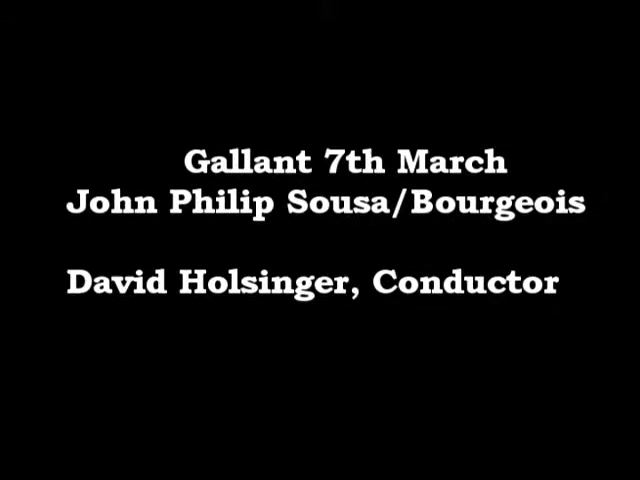 Gallant 7th March
John Philip Sousa/Bourgeois
David Holsinger, Conductor